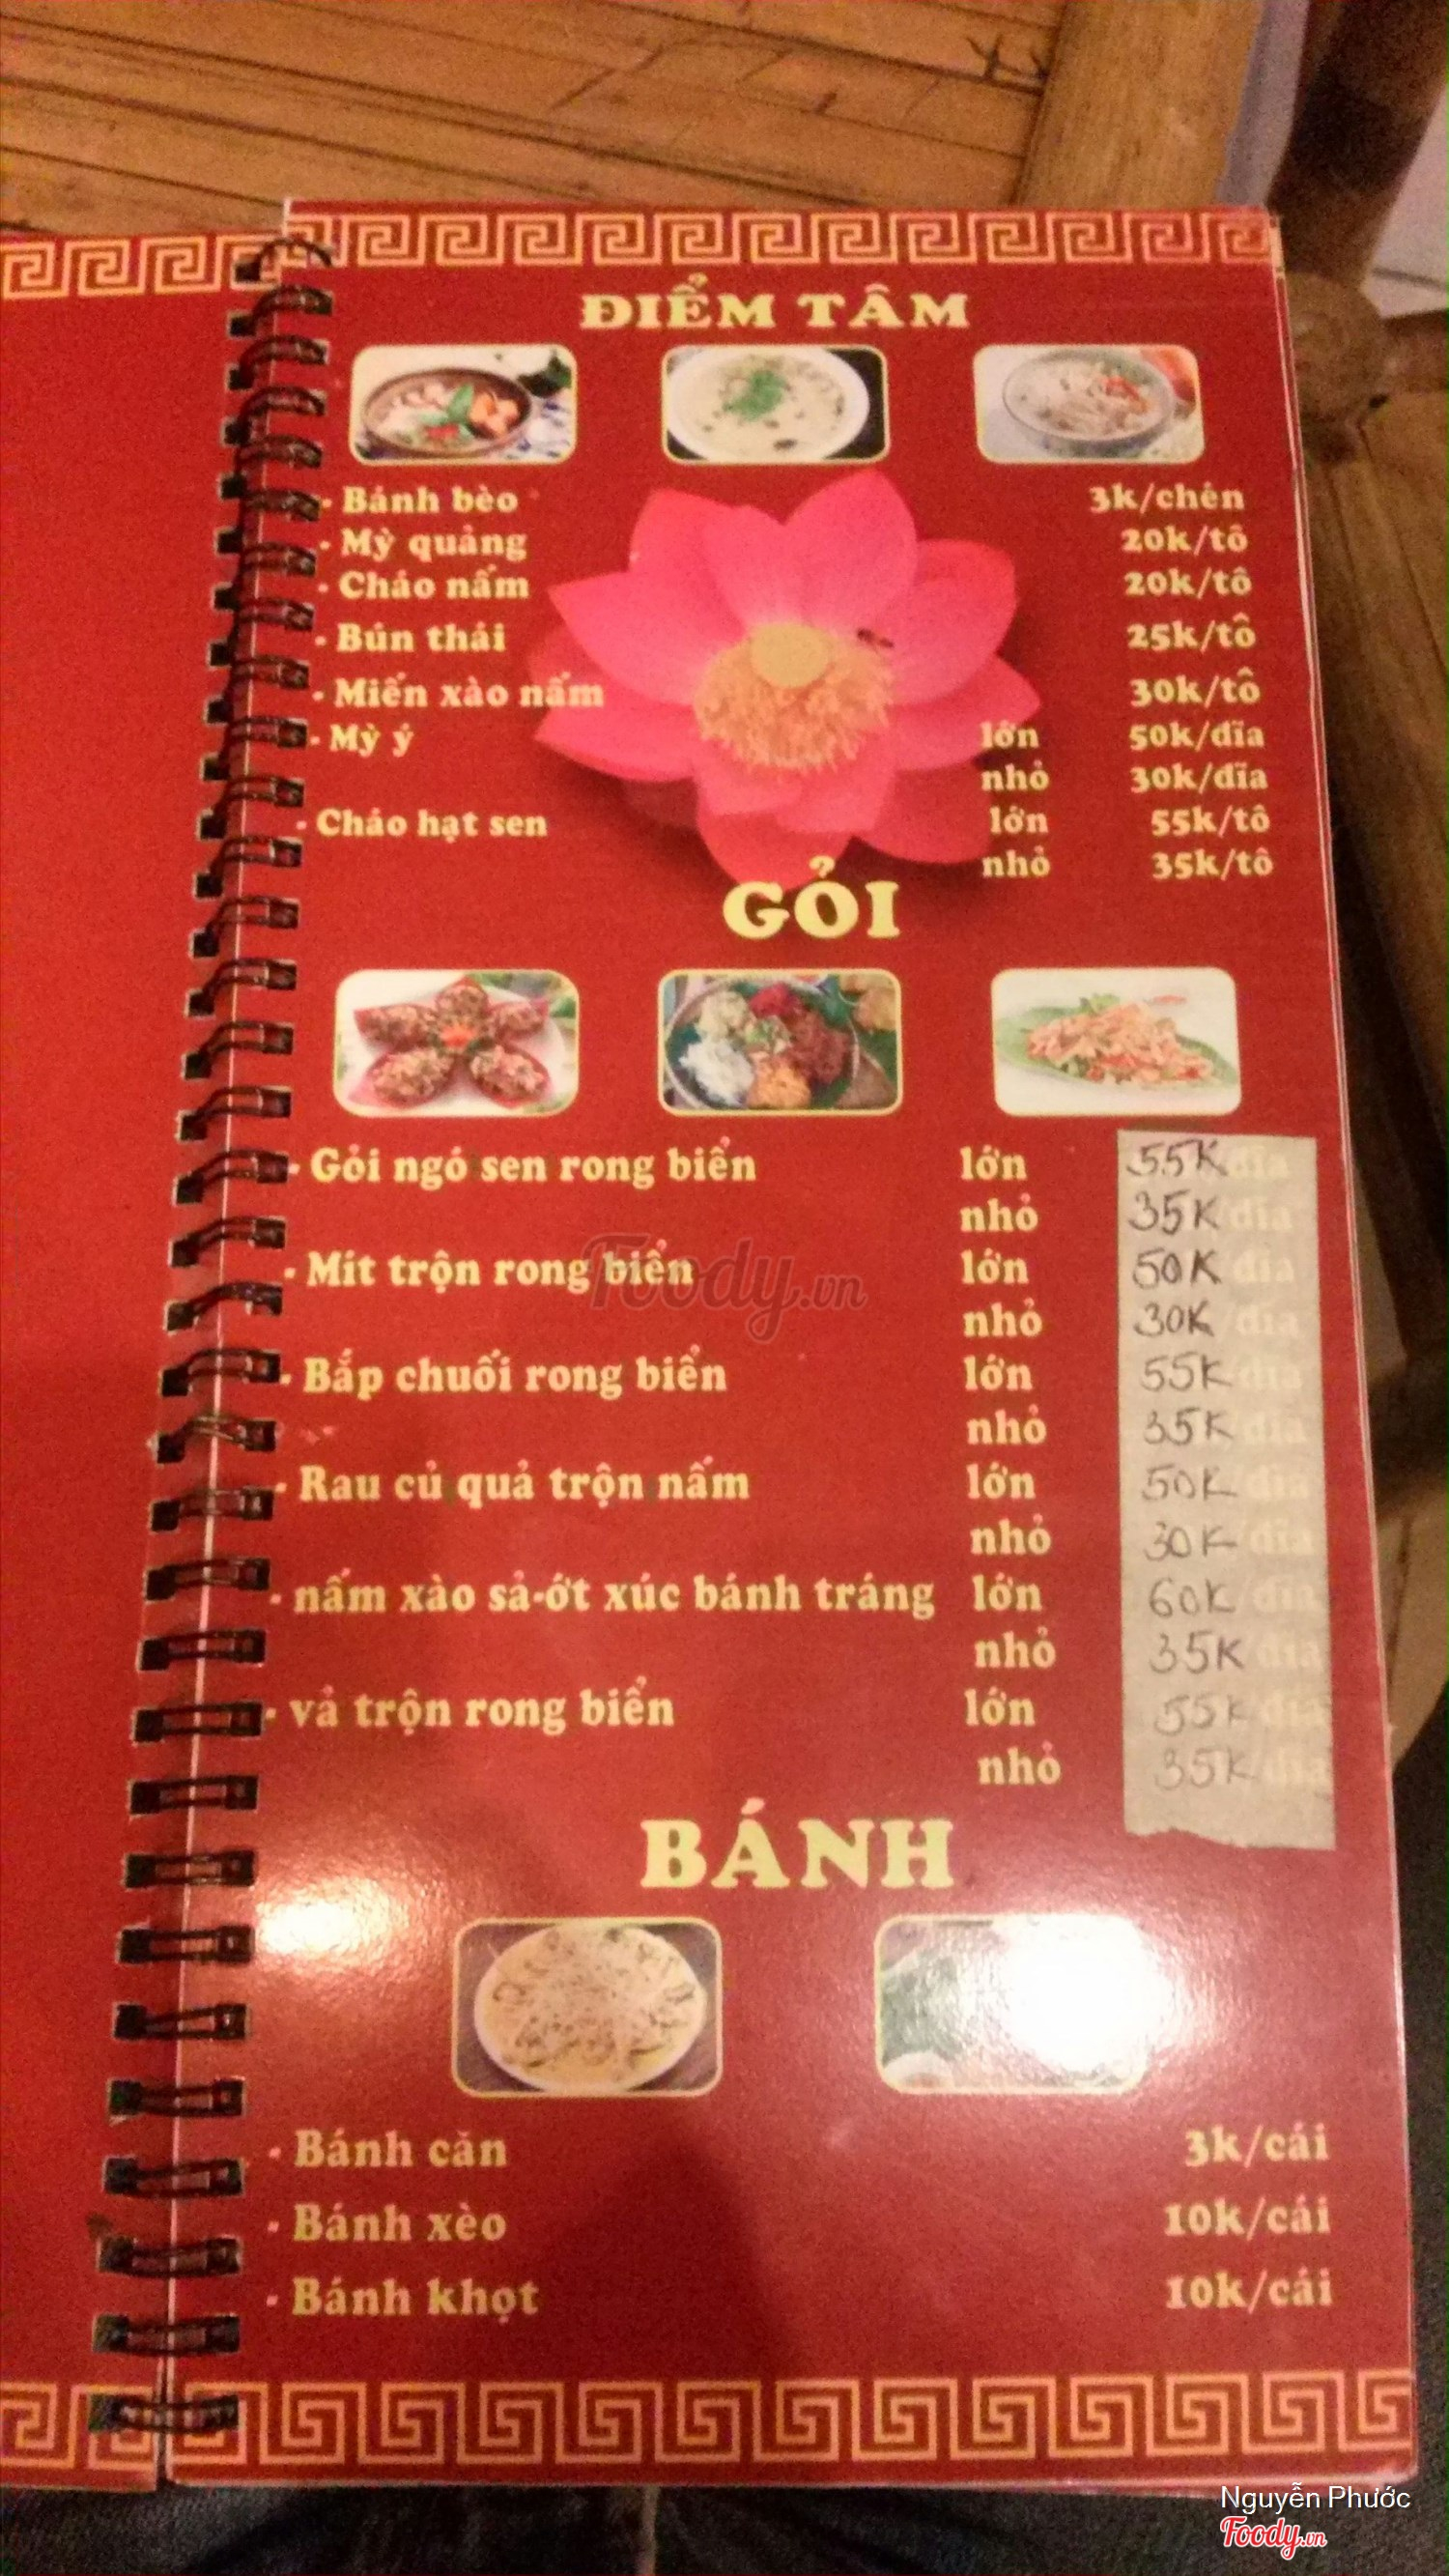 ĐIỂM TÂM
- Bánh bèo 3k/chén
- Mỳ quảng 20k/tô
- Cháo nấm 20k/tô
- Bún thái 25k/tô
- Miến xào nấm 30k/tô
- Mỳ ý lớn 50k/dĩa
nhỏ 30k/dĩa
- Cháo hạt sen lớn 55k/tô
nhỏ 35k/tô
GỎI
- Gỏi ngó sen rong biển lớn 55K dĩa
nhỏ 35K dĩa
- Mít trộn rong biển lớn 50K dĩa
nhỏ 30K /dĩa
- Bắp chuối rong biển lớn 55K dĩa
nhỏ 35K dĩa
- Rau củ quả trộn nấm lớn 50K dĩa
nhỏ 30K dĩa
- nấm xào sả-ớt xúc bánh tráng lớn 60K dĩa
nhỏ 35K dĩa
- vả trộn rong biển lớn 55K dĩa
nhỏ 35K dĩa
Foody.vn
BÁNH
- Bánh căn 3k/cái
- Bánh xèo 10k/cái
- Bánh khọt 10k/cái
Nguyễn Phước
Foody.vn